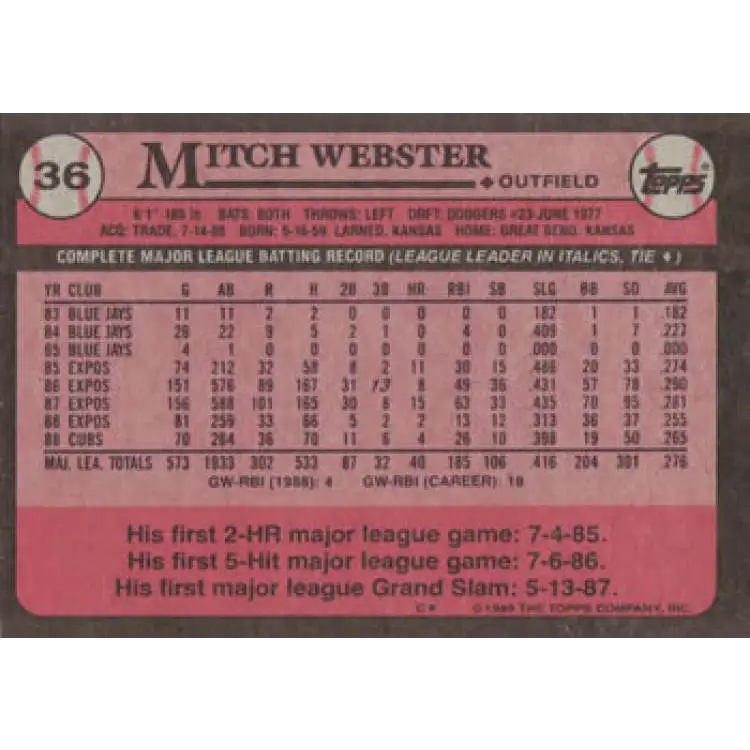 36
MITCH WEBSTER
♦OUTFIELD
TOPPS®
6'1" 185 lb BATS: BOTH THROWS: LEFT DRFT: DODGERS #23-JUNE 1977
ACQ: TRADE, 7-14-88 BORN: 5-16-59, LARNED, KANSAS HOME: GREAT BEND, KANSAS
COMPLETE MAJOR LEAGUE BATTING RECORD (LEAGUE LEADER IN ITALICS, TIE ♦)
YR CLUB G AB R H 2B 3B HR RBI SB SLG BB SO AVG
83 BLUE JAYS 11 11 2 2 0 0 0 0 0 .182 1 1 .182
84 BLUE JAYS 26 22 9 5 2 1 0 4 0 .409 1 7 .227
85 BLUE JAYS 4 1 0 0 0 0 0 0 0 .000 0 0 .000
85 EXPOS 74 212 32 58 8 2 11 30 15 .486 20 33 .274
86 EXPOS 151 576 89 167 31 13 8 49 36 .431 57 78 .290
87 EXPOS 156 588 101 165 30 8 15 63 33 .435 70 95 .281
88 EXPOS 81 259 33 66 5 2 2 13 12 .313 36 37 .255
88 CUBS 70 264 36 70 11 6 4 26 10 .398 19 50 .265
MAJ. LEA. TOTALS 573 1933 302 533 87 32 40 185 106 .416 204 301 .276
GW-RBI (1988): 4 GW-RBI (CAREER): 18
His first 2-HR major league game: 7-4-85.
His first 5-Hit major league game: 7-6-86.
His first major league Grand Slam: 5-13-87.
© 1989 THE TOPPS COMPANY, INC.